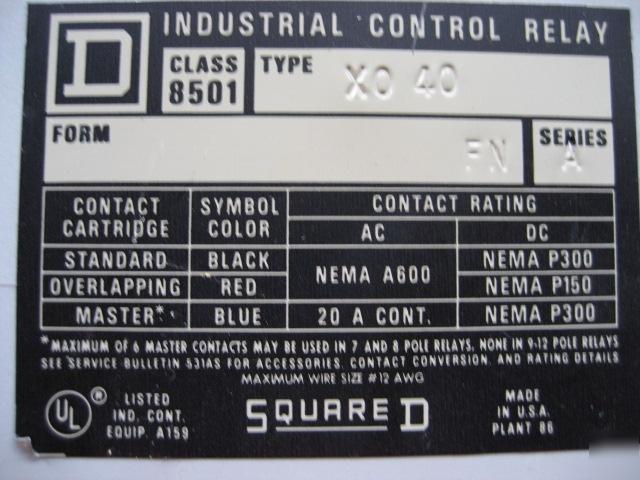 D
INDUSTRIAL CONTROL RELAY
CLASS 8501
TYPE XO 40
FORM FN
SERIES A
CONTACT CARTRIDGE SYMBOL COLOR CONTACT RATING
AC DC
STANDARD BLACK NEMA A600 NEMA P300
OVERLAPPING RED NEMA P150
MASTER* BLUE 20 A CONT. NEMA P300
*MAXIMUM OF 6 MASTER CONTACTS MAY BE USED IN 7 AND 8 POLE RELAYS, NONE IN 9-12 POLE RELAYS
SEE SERVICE BULLETIN 531AS FOR ACCESSORIES. CONTACT CONVERSION, AND RATING DETAILS
MAXIMUM WIRE SIZE #12 AWG
UL ® LISTED
IND. CONT.
EQUIP. A159
SQUARE D
MADE
IN U.S.A.
PLANT 86